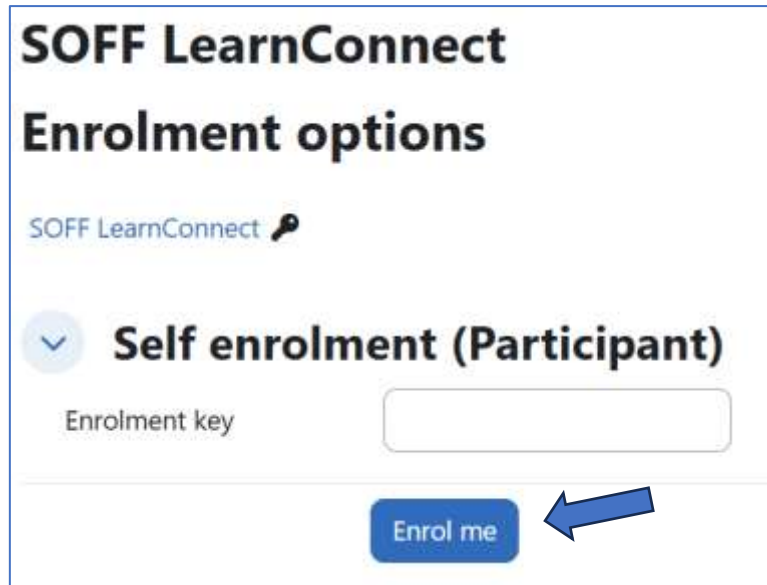 SOFF LearnConnect
Enrolment options
SOFF LearnConnect
Self enrolment (Participant)
Enrolment key
Enrol me